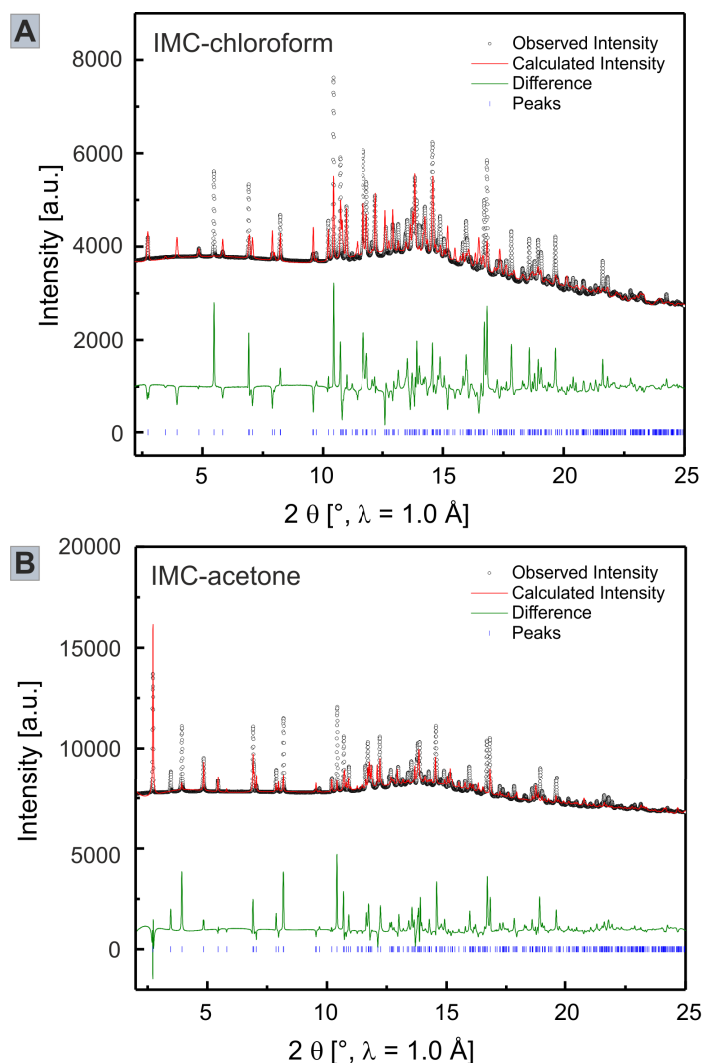 A
IMC-chloroform
Observed Intensity
Calculated Intensity
Difference
Peaks
8000
6000
4000
2000
0
Intensity [a.u.]
5
10
15
20
25
2 θ [°, λ = 1.0 Å]
B
IMC-acetone
Observed Intensity
Calculated Intensity
Difference
Peaks
20000
15000
10000
5000
0
Intensity [a.u.]
5
10
15
20
25
2 θ [°, λ = 1.0 Å]